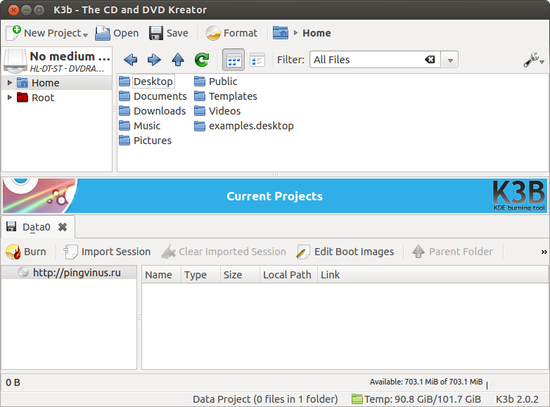 K3b - The CD and DVD Kreator
New Project Open Save Format Home
No medium ...
HL-DT-ST - DVDRA...
Filter: All Files
Home
Root
Desktop Public
Documents Templates
Downloads Videos
Music examples.desktop
Pictures
Current Projects
K3B
KDE burning tool
Data0
Burn Import Session Clear Imported Session Edit Boot Images Parent Folder »
http://pingvinus.ru
Name Type Size Local Path Link
0 B Available: 703.1 MiB of 703.1 MiB
Data Project (0 files in 1 folder) Temp: 90.8 GiB/101.7 GiB K3b 2.0.2